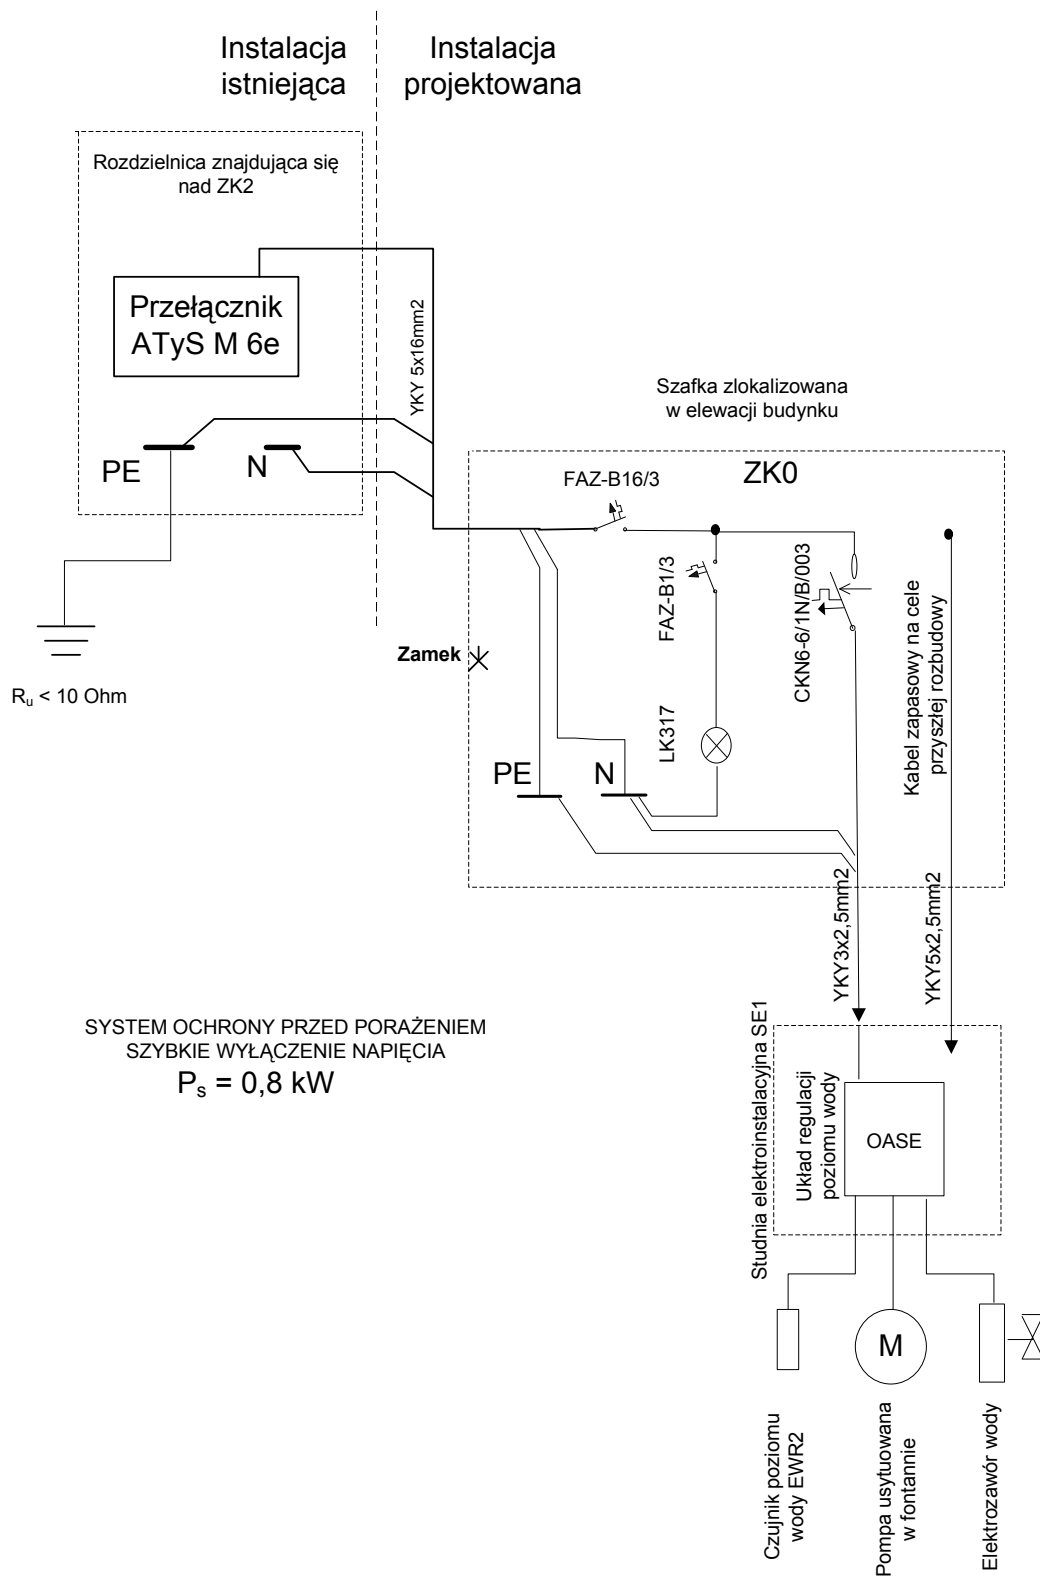 Instalacja
istniejąca
Instalacja
projektowana
Rozdzielnica znajdująca się
nad ZK2
Przełącznik
ATyS M 6e
YKY 5x16mm2
PE
N
R_u < 10 Ohm
Szafka zlokalizowana
w elewacji budynku
ZK0
FAZ-B16/3
FAZ-B1/3
CKN6-6/1N/B/003
Zamek
LK317
Kabel zapasowy na cele
przyszłej rozbudowy
PE
N
YKY3x2,5mm2
YKY5x2,5mm2
SYSTEM OCHRONY PRZED PORAŻENIEM
SZYBKIE WYŁĄCZENIE NAPIĘCIA
P_s = 0,8 kW
Studnia elektroinstalacyjna SE1
Układ regulacji
poziomu wody
OASE
M
Czujnik poziomu
wody EWR2
Pompa usytuowana
w fontannie
Elektrozawór wody